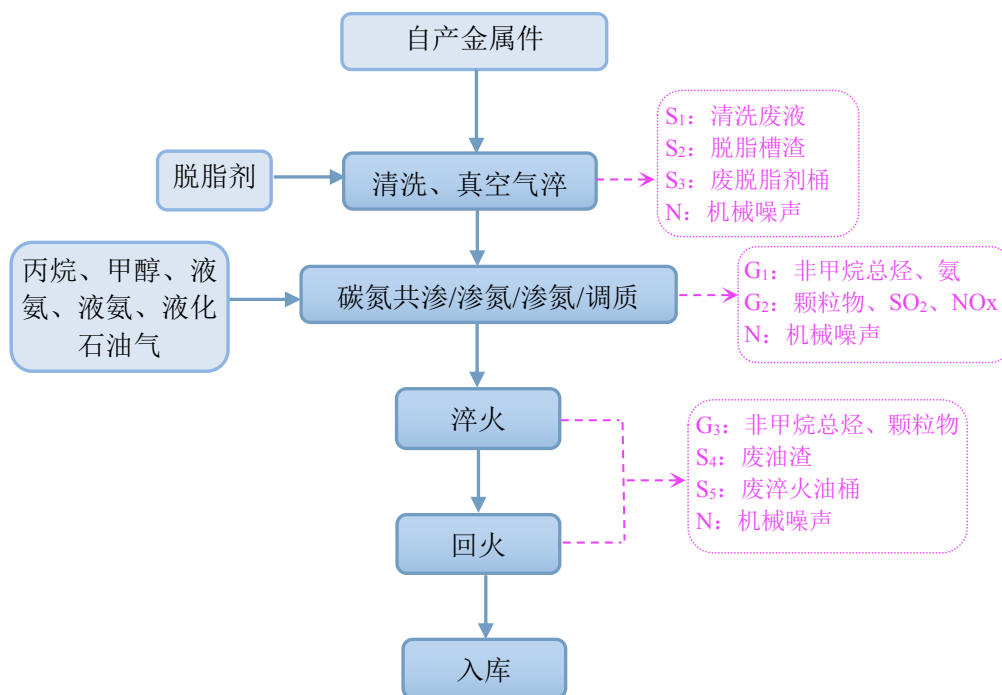 自产金属件
脱脂剂
清洗、真空气淬
S₁：清洗废液
S₂：脱脂槽渣
S₃：废脱脂剂桶
N：机械噪声
丙烷、甲醇、液
氨、液氨、液化
石油气
碳氮共渗/渗氮/渗氮/调质
G₁：非甲烷总烃、氨
G₂：颗粒物、SO₂、NOx
N：机械噪声
淬火
G₃：非甲烷总烃、颗粒物
S₄：废油渣
S₅：废淬火油桶
N：机械噪声
回火
入库